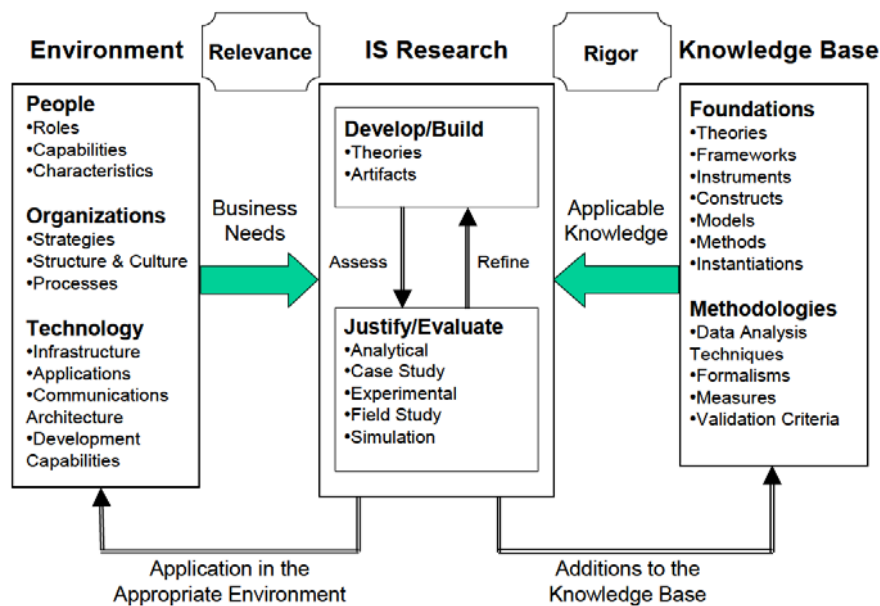 Environment
Relevance
IS Research
Rigor
Knowledge Base
People
•Roles
•Capabilities
•Characteristics
Organizations
•Strategies
•Structure & Culture
•Processes
Technology
•Infrastructure
•Applications
•Communications
Architecture
•Development
Capabilities
Business
Needs
Develop/Build
•Theories
•Artifacts
Assess
Refine
Justify/Evaluate
•Analytical
•Case Study
•Experimental
•Field Study
•Simulation
Applicable
Knowledge
Foundations
•Theories
•Frameworks
•Instruments
•Constructs
•Models
•Methods
•Instantiations
Methodologies
•Data Analysis
Techniques
•Formalisms
•Measures
•Validation Criteria
Application in the
Appropriate Environment
Additions to the
Knowledge Base